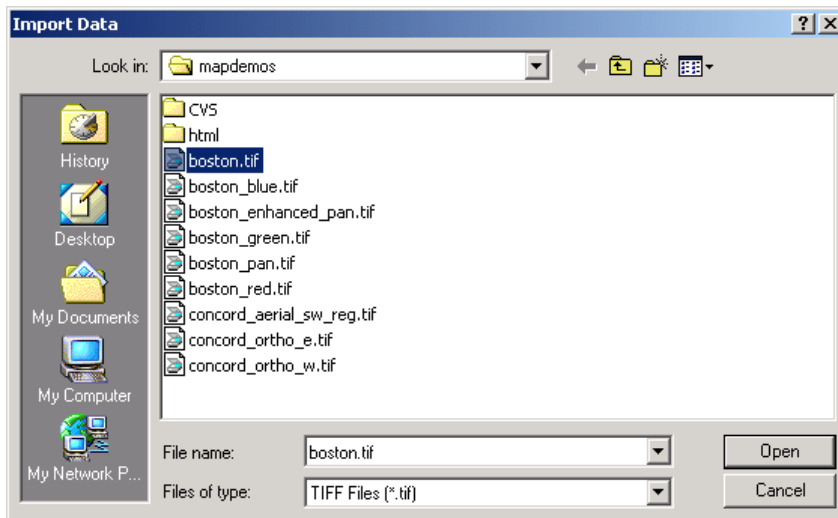 Import Data
Look in: mapdemos
History
Desktop
My Documents
My Computer
My Network P...
CVS
html
boston.tif
boston_blue.tif
boston_enhanced_pan.tif
boston_green.tif
boston_pan.tif
boston_red.tif
concord_aerial_sw_reg.tif
concord_ortho_e.tif
concord_ortho_w.tif
File name: boston.tif Open
Files of type: TIFF Files (*.tif) Cancel